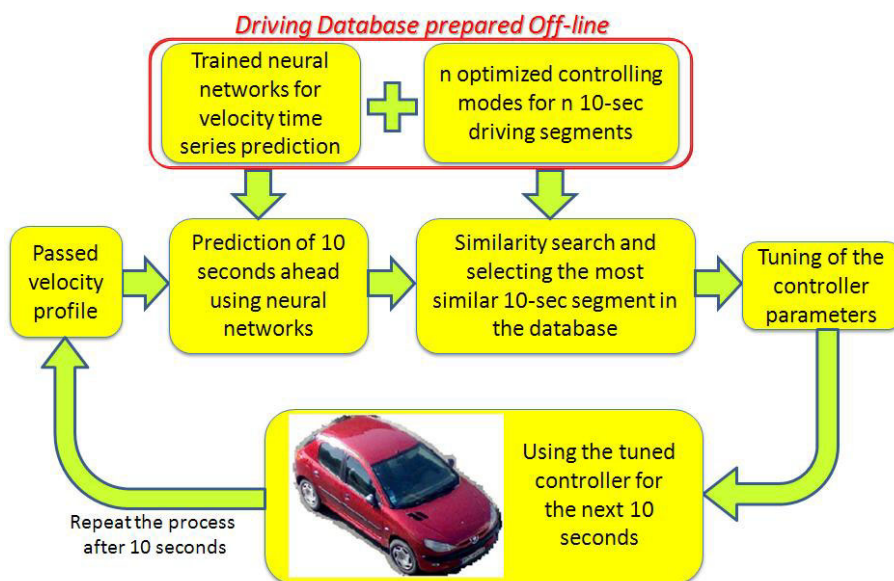 Driving Database prepared Off-line
Trained neural
networks for
velocity time
series prediction
n optimized controlling
modes for n 10-sec
driving segments
Passed
velocity
profile
Prediction of 10
seconds ahead
using neural
networks
Similarity search and
selecting the most
similar 10-sec segment in
the database
Tuning of the
controller
parameters
Using the tuned
controller for
the next 10
seconds
Repeat the process
after 10 seconds